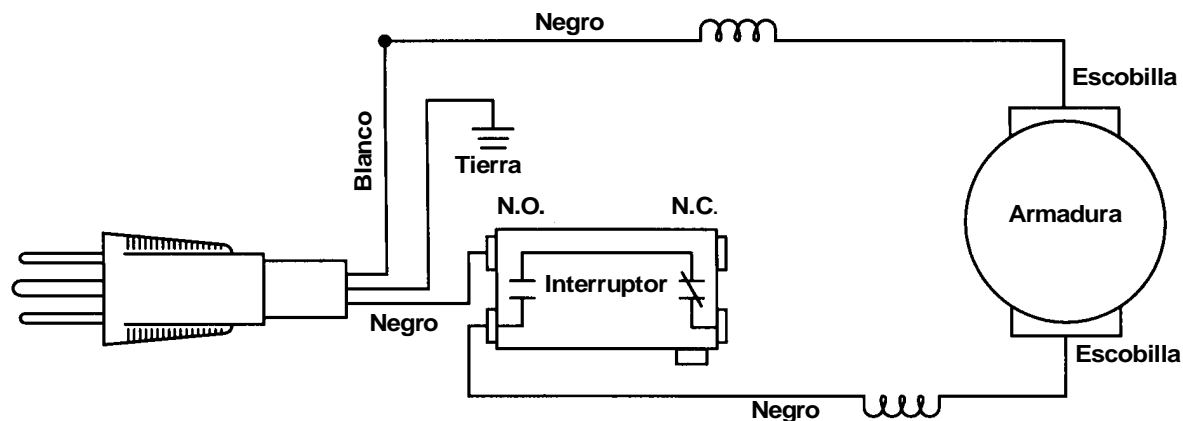 Negro
Escobilla
Blanco
Tierra
N.O.
N.C.
Armadura
Interruptor
Negro
Escobilla
Negro